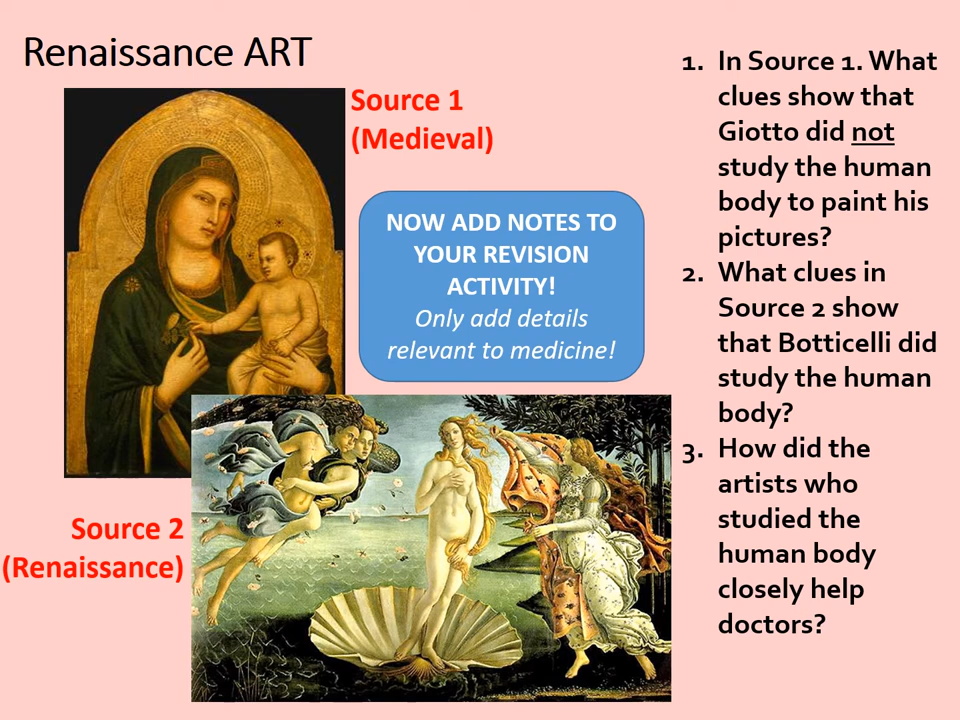 Renaissance ART
Source 1
(Medieval)
NOW ADD NOTES TO
YOUR REVISION
ACTIVITY!
Only add details
relevant to medicine!
Source 2
(Renaissance)
1. In Source 1. What
clues show that
Giotto did not
study the human
body to paint his
pictures?
2. What clues in
Source 2 show
that Botticelli did
study the human
body?
3. How did the
artists who
studied the
human body
closely help
doctors?